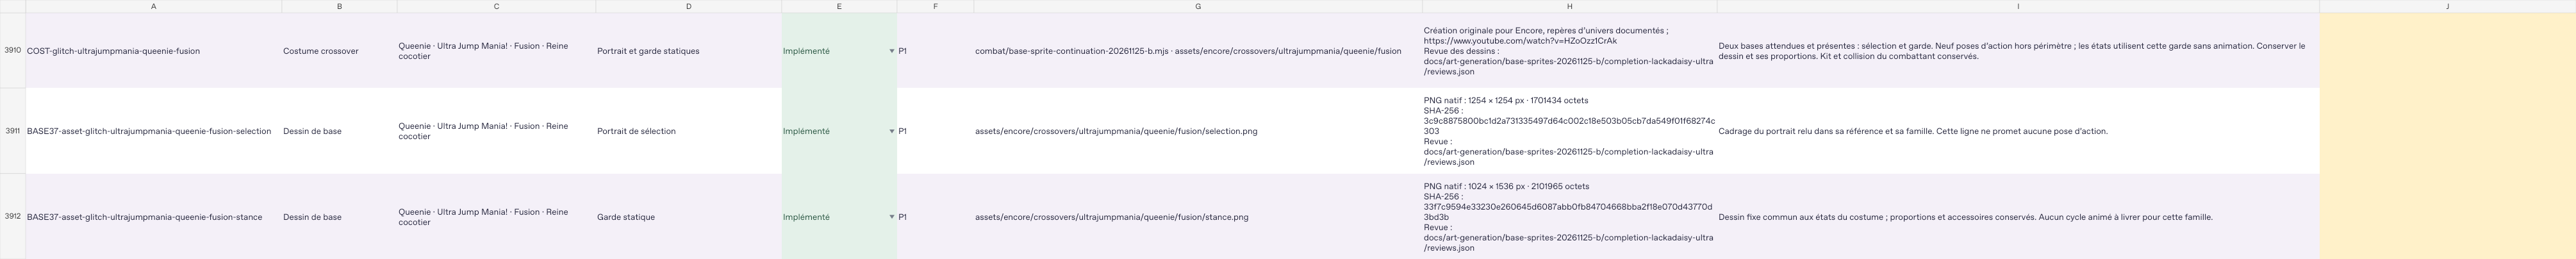 A B C D E F G H I J
3910 COST-glitch-ultrajumpmania-queenie-fusion
Costume crossover
Queenie · Ultra Jump Mania! · Fusion · Reine
cocotier
Portrait et garde statiques
Implémenté
P1
combat/base-sprite-continuation-20261125-b.mjs · assets/encore/crossovers/ultrajumpmania/queenie/fusion
Création originale pour Encore, repères d'univers documentés ;
https://www.youtube.com/watch?v=HZoOzz1CrAk
Revue des dessins :
docs/art-generation/base-sprites-20261125-b/completion-lackadaisy-ultra
/reviews.json
Deux bases attendues et présentes : sélection et garde. Neuf poses d'action hors périmètre ; les états utilisent cette garde sans animation. Conserver le
dessin et ses proportions. Kit et collision du combattant conservés.
3911 BASE37-asset-glitch-ultrajumpmania-queenie-fusion-selection
Dessin de base
Queenie · Ultra Jump Mania! · Fusion · Reine
cocotier
Portrait de sélection
Implémenté
P1
assets/encore/crossovers/ultrajumpmania/queenie/fusion/selection.png
PNG natif : 1254 × 1254 px · 1701434 octets
SHA-256 :
3c9c8875800bc1d2a731335497d64c002c18e503b05cb7da549f01f68274c
303
Revue :
docs/art-generation/base-sprites-20261125-b/completion-lackadaisy-ultra
/reviews.json
Cadrage du portrait relu dans sa référence et sa famille. Cette ligne ne promet aucune pose d'action.
3912 BASE37-asset-glitch-ultrajumpmania-queenie-fusion-stance
Dessin de base
Queenie · Ultra Jump Mania! · Fusion · Reine
cocotier
Garde statique
Implémenté
P1
assets/encore/crossovers/ultrajumpmania/queenie/fusion/stance.png
PNG natif : 1024 × 1536 px · 2101965 octets
SHA-256 :
33f7c9594e33230e260645d6087abb0fb84704668bba2f18e070d43770d
3bd3b
Revue :
docs/art-generation/base-sprites-20261125-b/completion-lackadaisy-ultra
/reviews.json
Dessin fixe commun aux états du costume ; proportions et accessoires conservés. Aucun cycle animé à livrer pour cette famille.